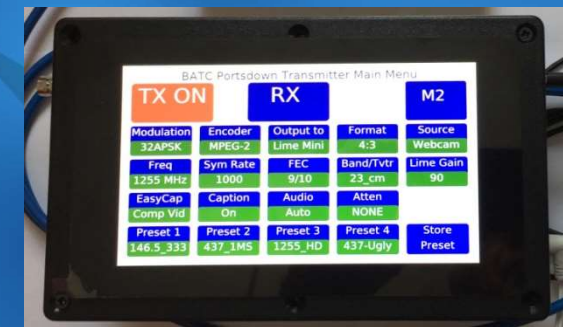 BATC Portsdown Transmitter Main Menu
TX ON RX M2
Modulation Encoder Output to Format Source
32APSK MPEG-2 Lime Mini 4:3 Webcam
Freq Sym Rate FEC Band/Tvtr Lime Gain
1255 MHz 1000 9/10 23_cm 90
EasyCap Caption Audio Atten
Comp Vid On Auto NONE
Preset 1 Preset 2 Preset 3 Preset 4 Store
146.5_333 437_1MS 1255_HD 437-Ugly Preset